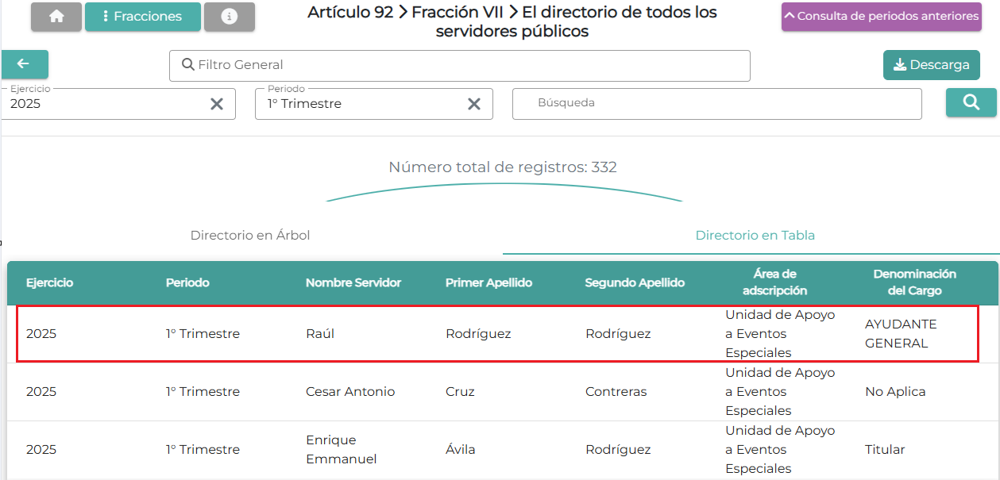 Fracciones
Artículo 92 > Fracción VII > El directorio de todos los
servidores públicos
Consulta de periodos anteriores
Filtro General
Descarga
Ejercicio
2025
Periodo
1° Trimestre
Búsqueda
Número total de registros: 332
Directorio en Árbol
Directorio en Tabla
Ejercicio
Periodo
Nombre Servidor
Primer Apellido
Segundo Apellido
Área de
adscripción
Denominación
del Cargo
2025
1° Trimestre
Raúl
Rodríguez
Rodríguez
Unidad de Apoyo
a Eventos
Especiales
AYUDANTE
GENERAL
2025
1° Trimestre
Cesar Antonio
Cruz
Contreras
Unidad de Apoyo
a Eventos
Especiales
No Aplica
2025
1° Trimestre
Enrique
Emmanuel
Ávila
Rodríguez
Unidad de Apoyo
a Eventos
Especiales
Titular